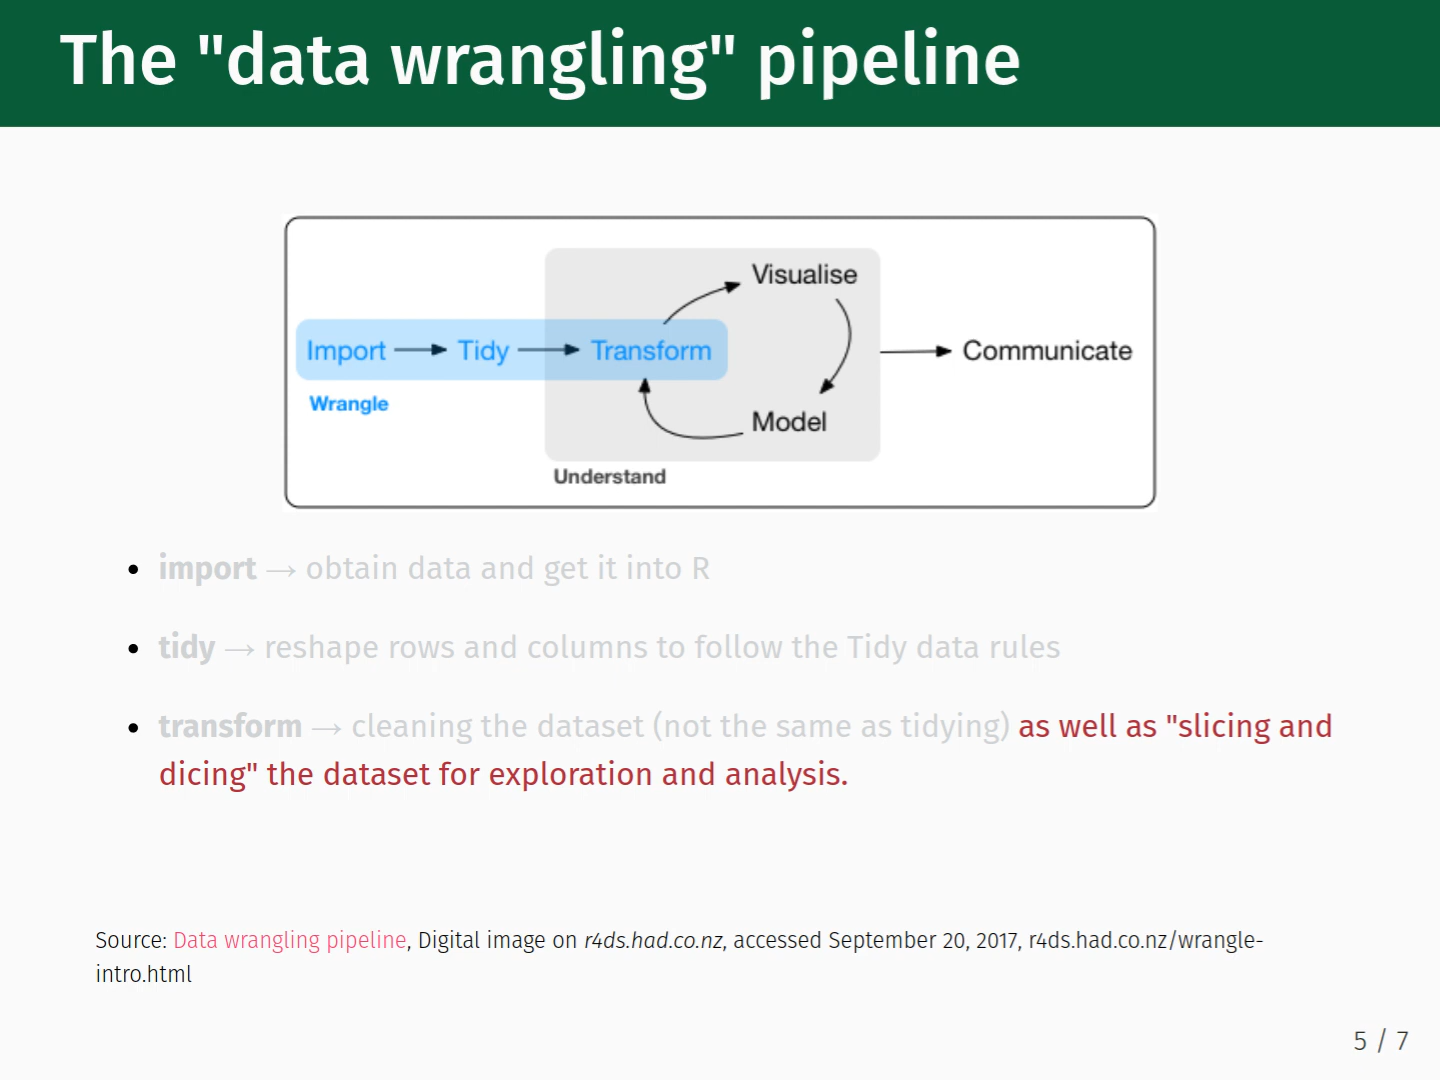 The "data wrangling" pipeline
Visualise
Import Tidy Transform Communicate
Wrangle
Model
Understand
• import → obtain data and get it into R
• tidy → reshape rows and columns to follow the Tidy data rules
• transform → cleaning the dataset (not the same as tidying) as well as "slicing and
dicing" the dataset for exploration and analysis.
Source: Data wrangling pipeline, Digital image on r4ds.had.co.nz, accessed September 20, 2017, r4ds.had.co.nz/wrangle-
intro.html
5 / 7